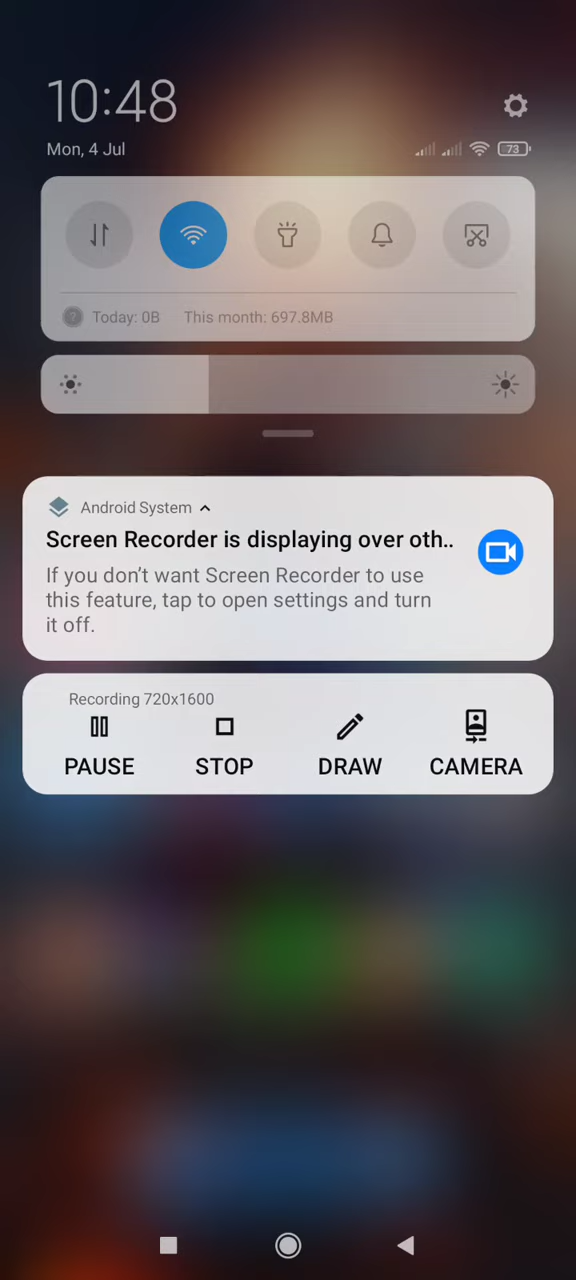 10:48
Mon, 4 Jul
73
Today: 0B This month: 697.8MB
Android System
Screen Recorder is displaying over oth..
If you don't want Screen Recorder to use
this feature, tap to open settings and turn
it off.
Recording 720x1600
PAUSE STOP DRAW CAMERA